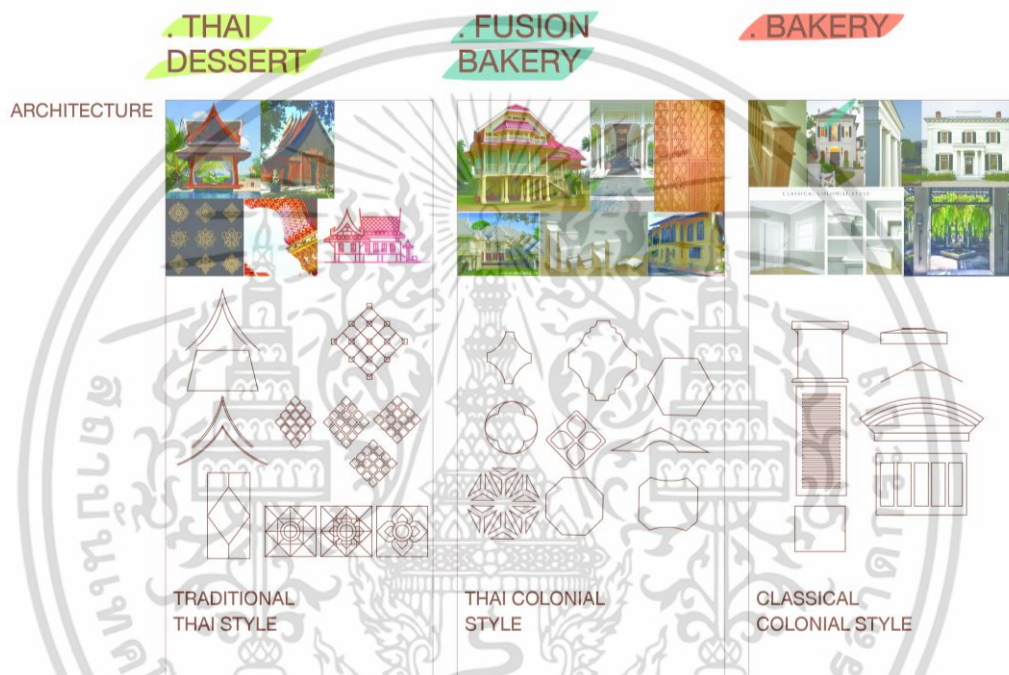 . THAI
DESSERT
. FUSION
BAKERY
. BAKERY
ARCHITECTURE
CLASSICAL COLONIAL STYLE
TRADITIONAL
THAI STYLE
THAI COLONIAL
STYLE
CLASSICAL
COLONIAL STYLE